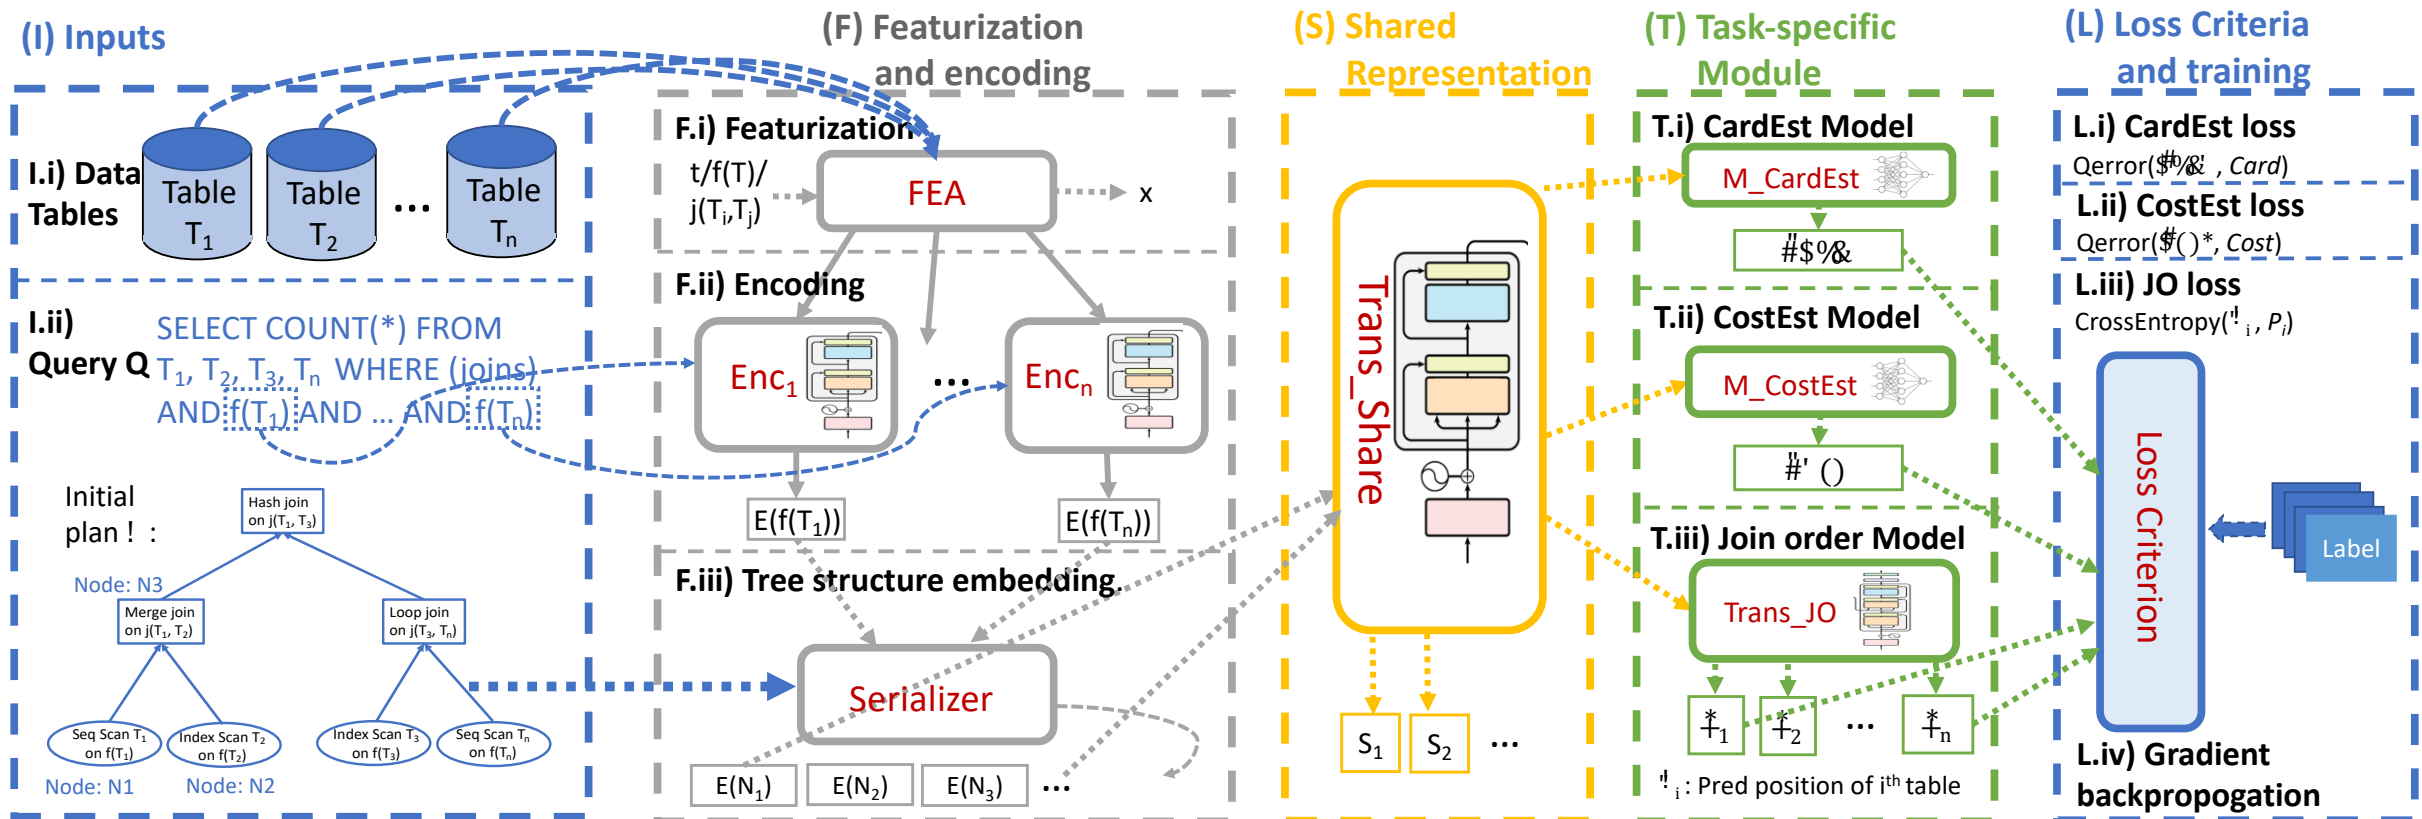 (I) Inputs
I.i) Data
Tables
Table
T1
Table
T2
...
Table
Tn
I.ii)
Query Q
SELECT COUNT(*) FROM
T1, T2, T3, Tn WHERE (joins)
AND f(T1) AND ... AND f(Tn)
Initial
plan ! :
Hash join
on j(T1, T3)
Node: N3
Merge join
on j(T1, T2)
Loop join
on j(T3, Tn)
Seq Scan T1
on f(T1)
Index Scan T2
on f(T2)
Index Scan T3
on f(T3)
Seq Scan Tn
on f(Tn)
Node: N1
Node: N2
(F) Featurization
and encoding
F.i) Featurization
t/f(T)/
j(Ti,Tj)
FEA
x
F.ii) Encoding
Enc1
...
Encn
E(f(T1))
E(f(Tn))
F.iii) Tree structure embedding.
Serializer
E(N1)
E(N2)
E(N3)
...
(S) Shared
Representation
Trans_Share
S1
S2
...
(T) Task-specific
Module
T.i) CardEst Model
M_CardEst
#$%&
T.ii) CostEst Model
M_CostEst
#' ()
T.iii) Join order Model
Trans_JO
...
i : Pred position of ith table
(L) Loss Criteria
and training
L.i) CardEst loss
Qerror( , Card)
L.ii) CostEst loss
Qerror( , Cost)
L.iii) JO loss
CrossEntropy( i , Pi)
Loss Criterion
Label
L.iv) Gradient
backpropogation